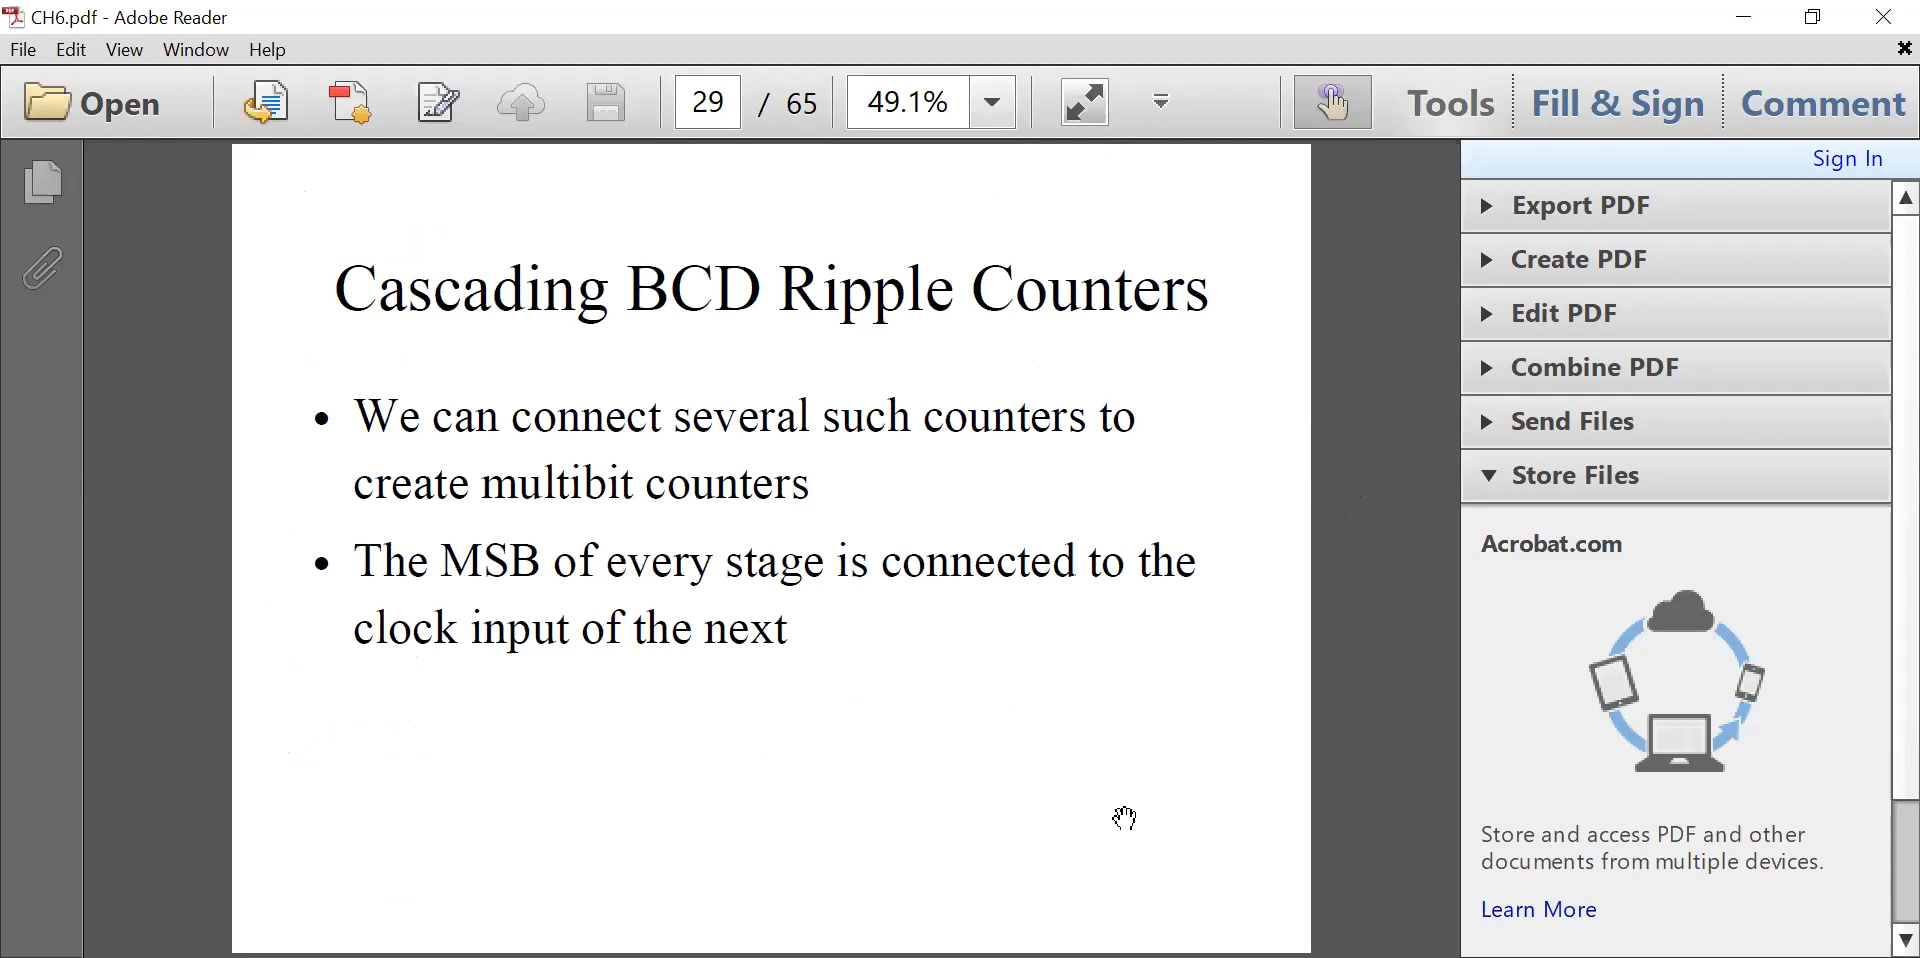 CH6.pdf - Adobe Reader
File Edit View Window Help
Open 29 / 65 49.1% Tools Fill & Sign Comment
Sign In
Export PDF
Create PDF
Edit PDF
Combine PDF
Send Files
Store Files
Acrobat.com
Store and access PDF and other
documents from multiple devices.
Learn More
Cascading BCD Ripple Counters
• We can connect several such counters to
create multibit counters
• The MSB of every stage is connected to the
clock input of the next